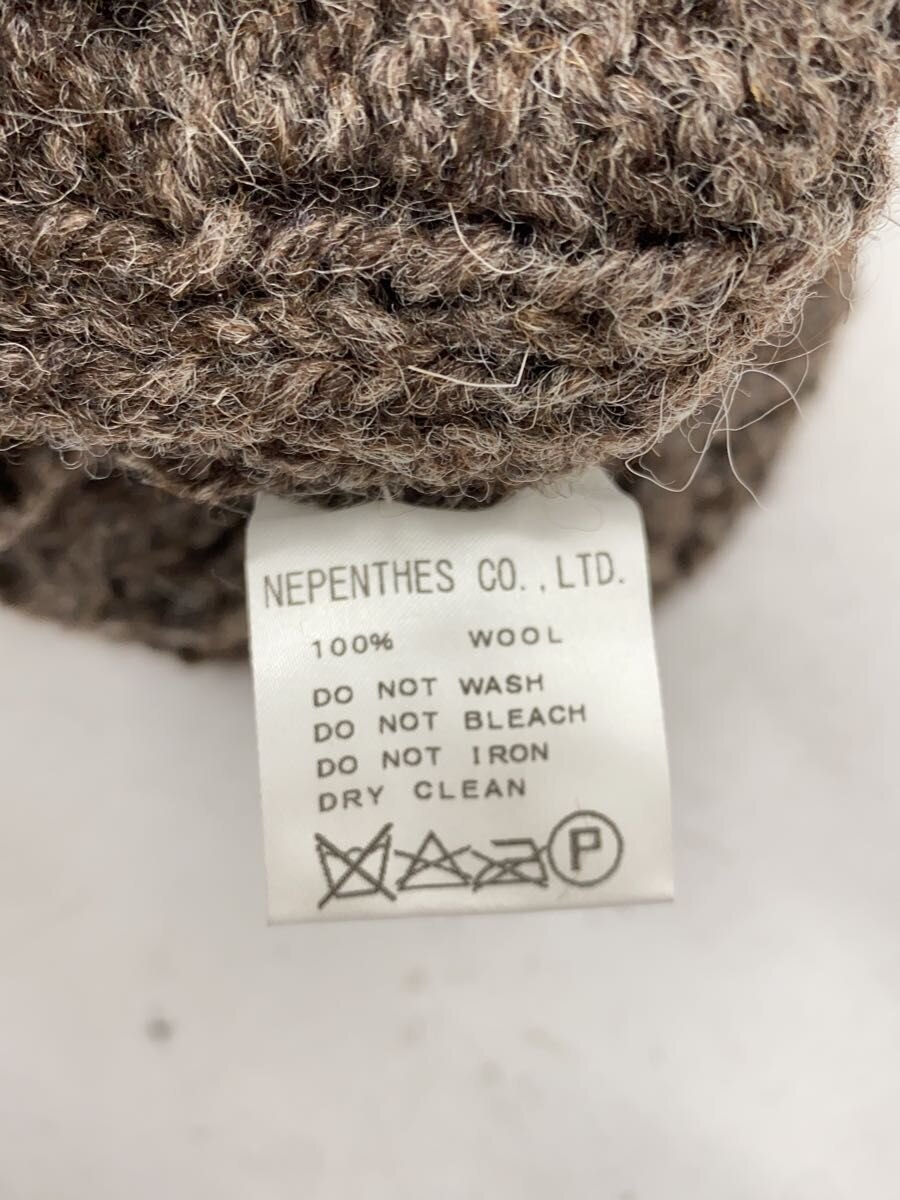 NEPENTHES CO.,LTD.
100% WOOL
DO NOT WASH
DO NOT BLEACH
DO NOT IRON
DRY CLEAN
P